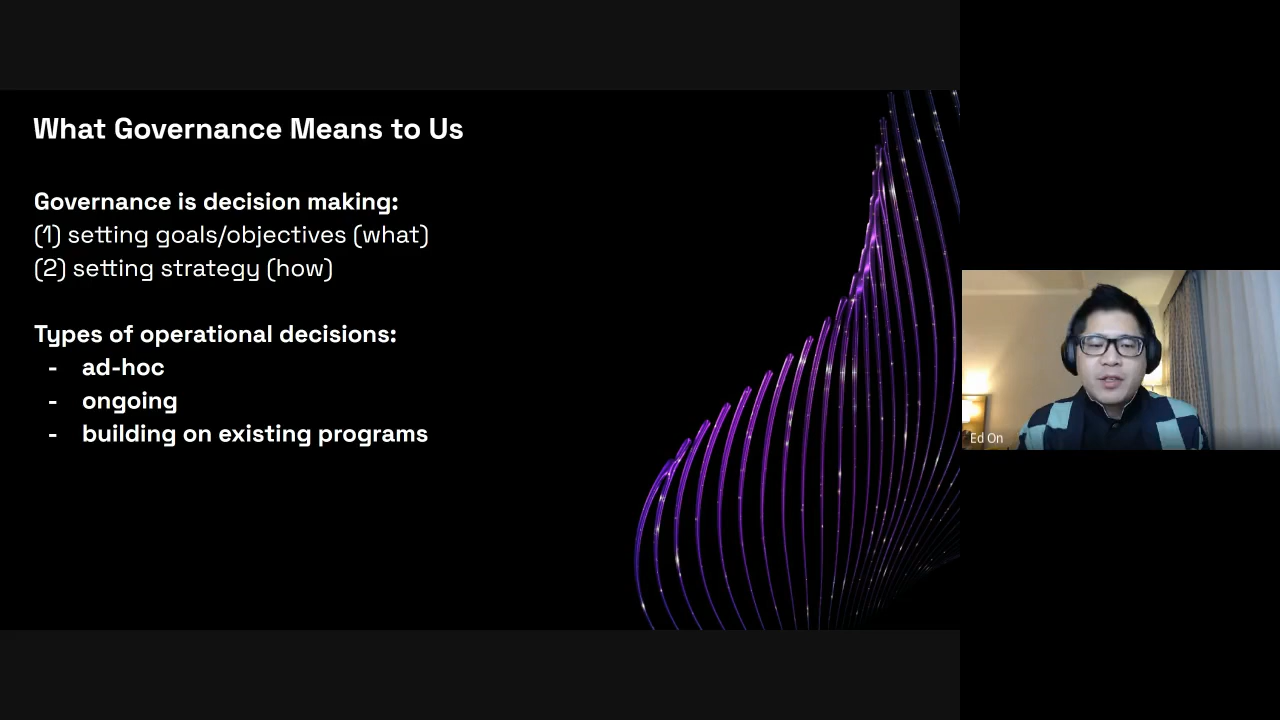 What Governance Means to Us
Governance is decision making:
(1) setting goals/objectives (what)
(2) setting strategy (how)
Types of operational decisions:
- ad-hoc
- ongoing
- building on existing programs
Ed On